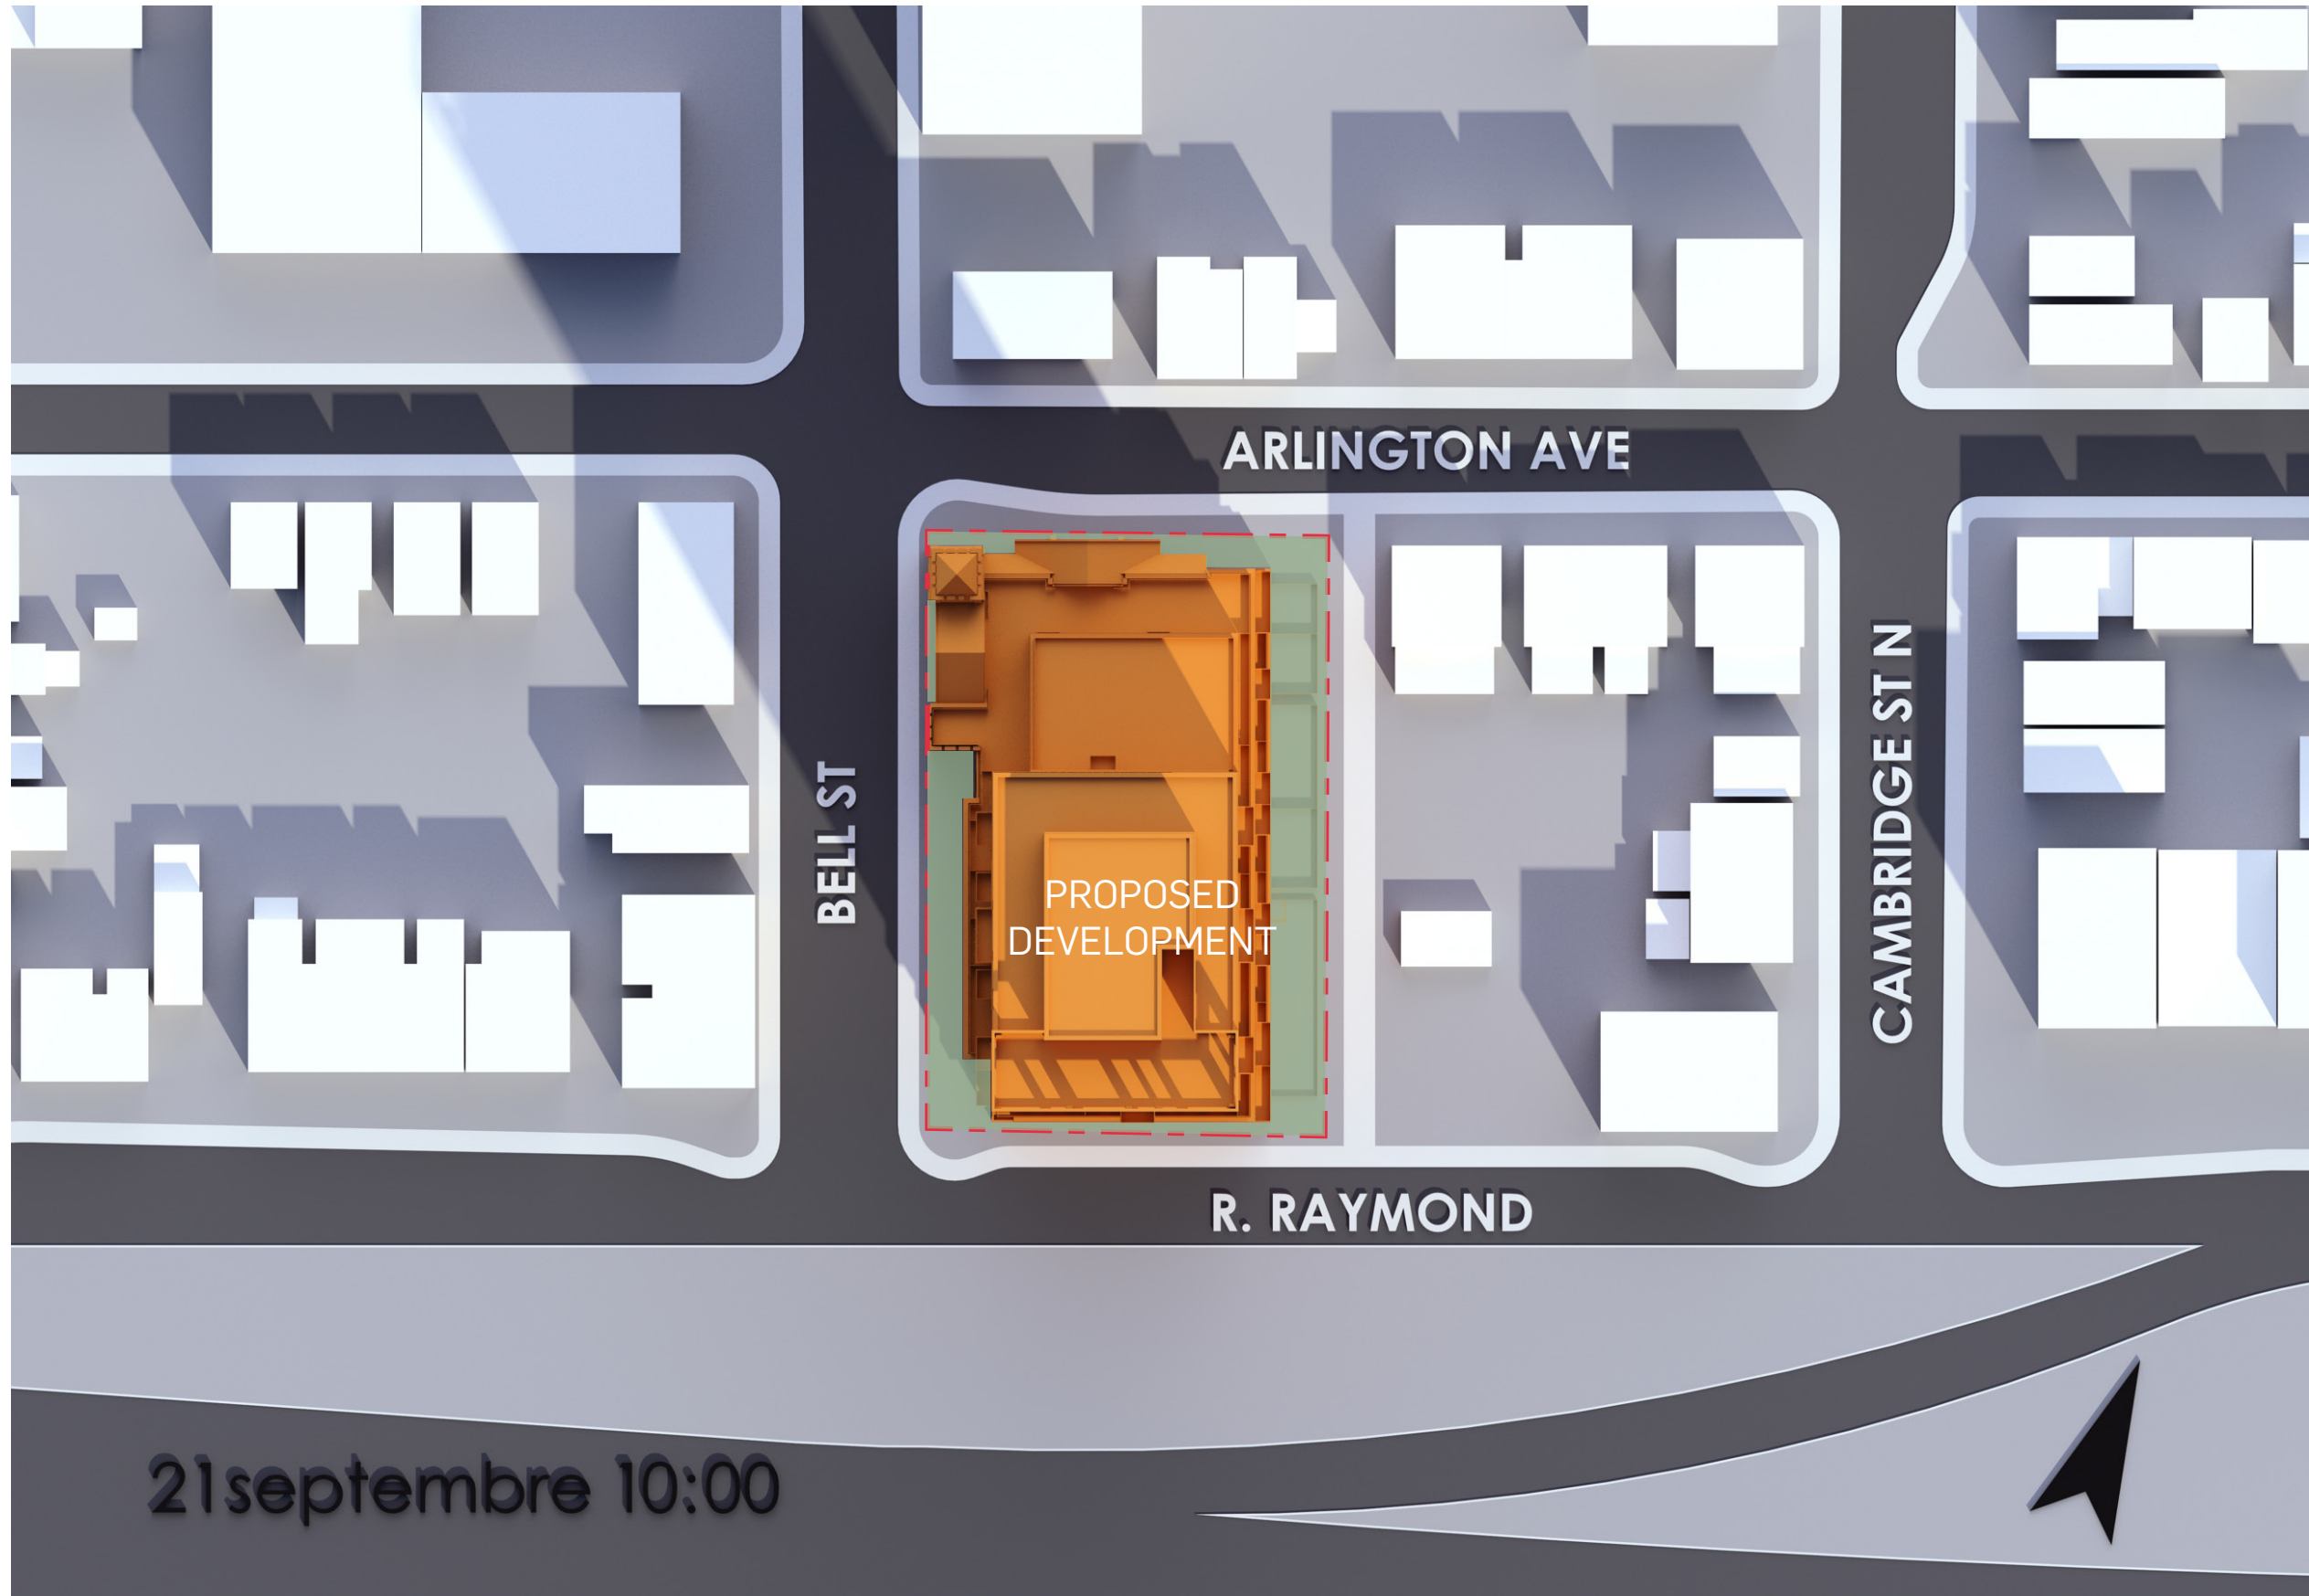 ARLINGTON AVE
BELL ST
CAMBRIDGE ST N
PROPOSED
DEVELOPMENT
R. RAYMOND
21septembre 10:00